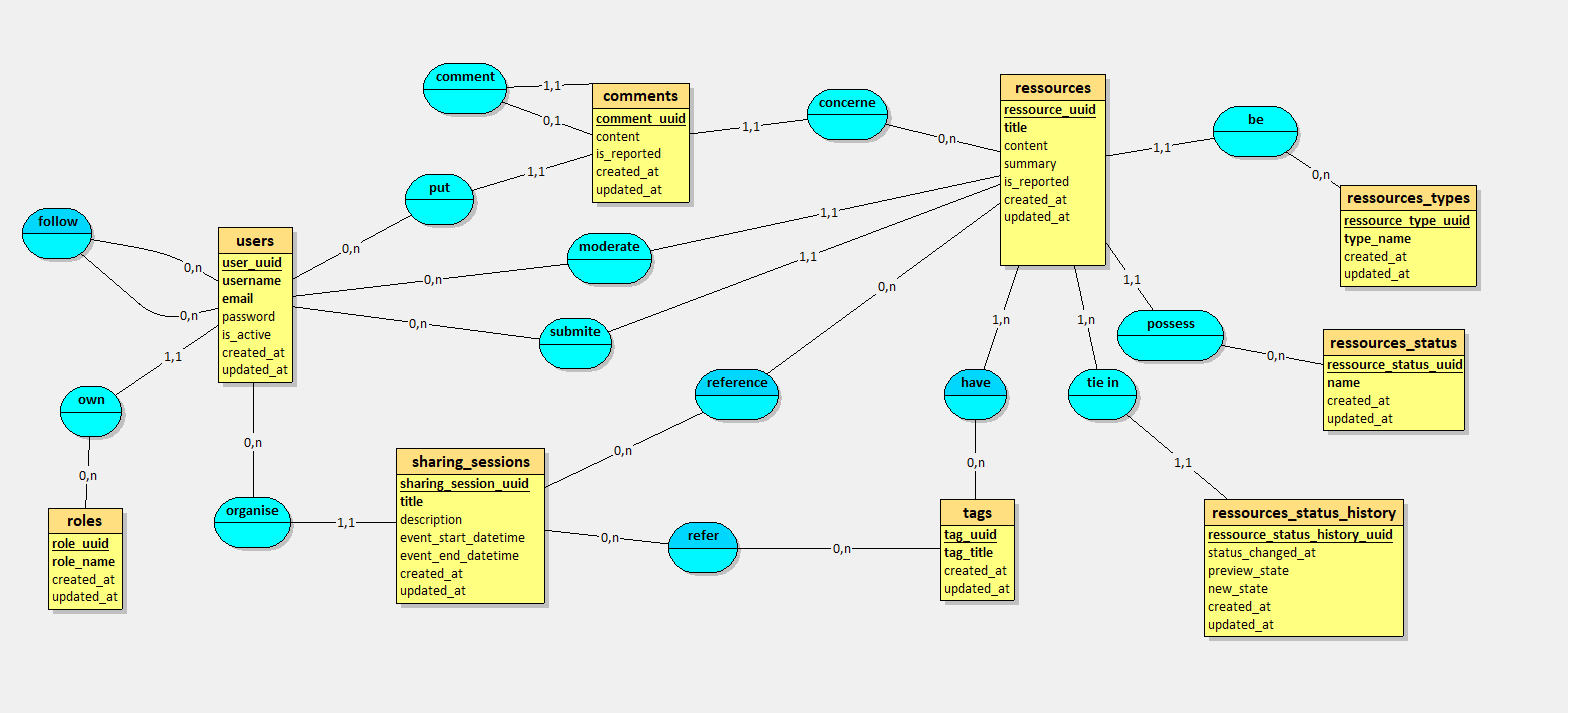 comment
1,1
0,1
comments
comment_uuid
content
is_reported
created_at
updated_at
1,1
concerne
0,n
ressources
ressource_uuid
title
content
summary
is_reported
created_at
updated_at
1,1
be
0,n
ressources_types
ressource_type_uuid
type_name
created_at
updated_at
put
1,1
0,n
follow
0,n
0,n
users
user_uuid
username
email
password
is_active
created_at
updated_at
moderate
0,n
1,1
submite
0,n
1,1
1,1
own
0,n
roles
role_uuid
role_name
created_at
updated_at
0,n
organise
1,1
sharing_sessions
sharing_session_uuid
title
description
event_start_datetime
event_end_datetime
created_at
updated_at
reference
0,n
0,n
refer
0,n
0,n
1,n
have
0,n
tags
tag_uuid
tag_title
created_at
updated_at
1,n
tie in
1,1
ressources_status_history
ressource_status_history_uuid
status_changed_at
preview_state
new_state
created_at
updated_at
1,1
possess
0,n
ressources_status
ressource_status_uuid
name
created_at
updated_at